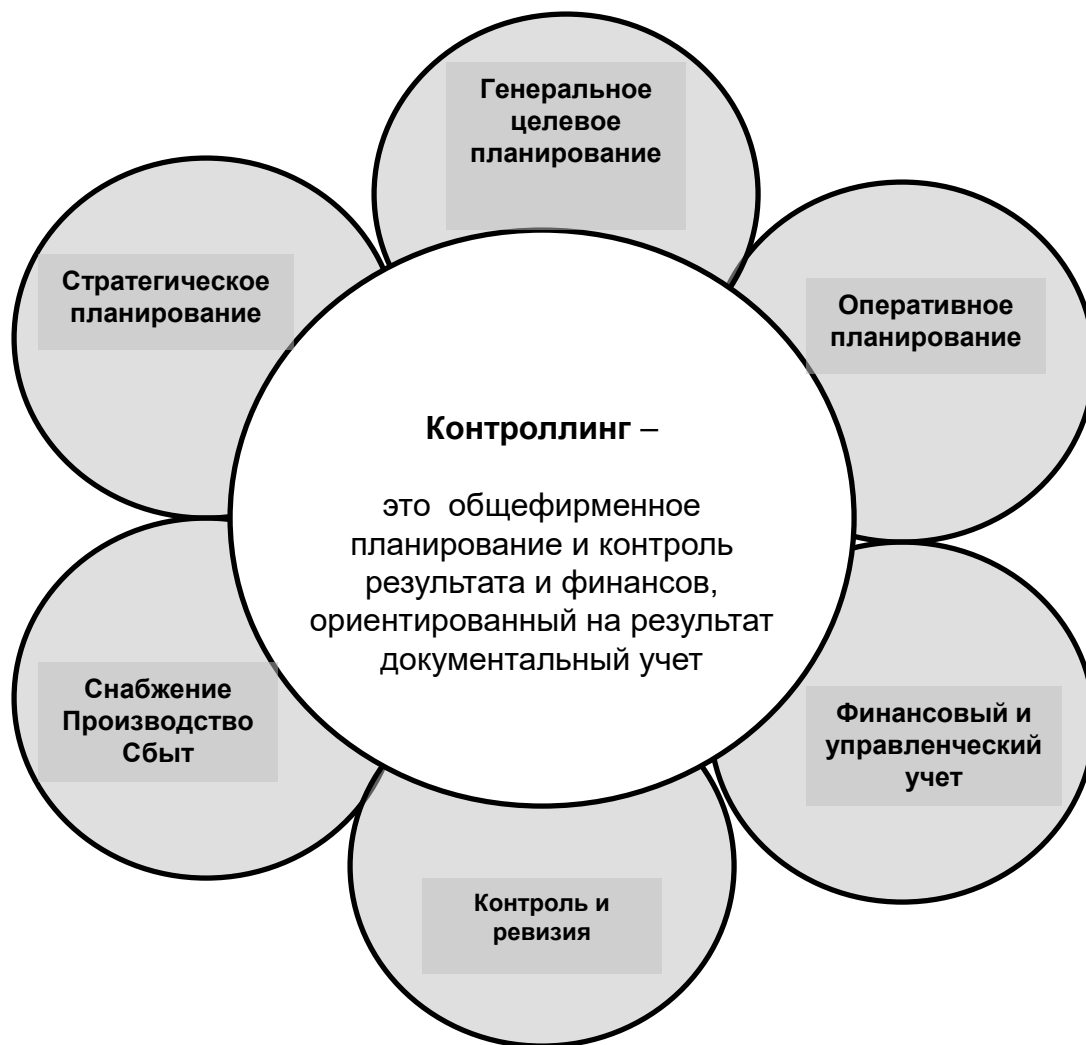 Генеральное
целевое
планирование
Стратегическое
планирование
Оперативное
планирование
Контроллинг –
это общефирменное
планирование и контроль
результата и финансов,
ориентированный на результат
документальный учет
Снабжение
Производство
Сбыт
Финансовый и
управленческий
учет
Контроль и
ревизия